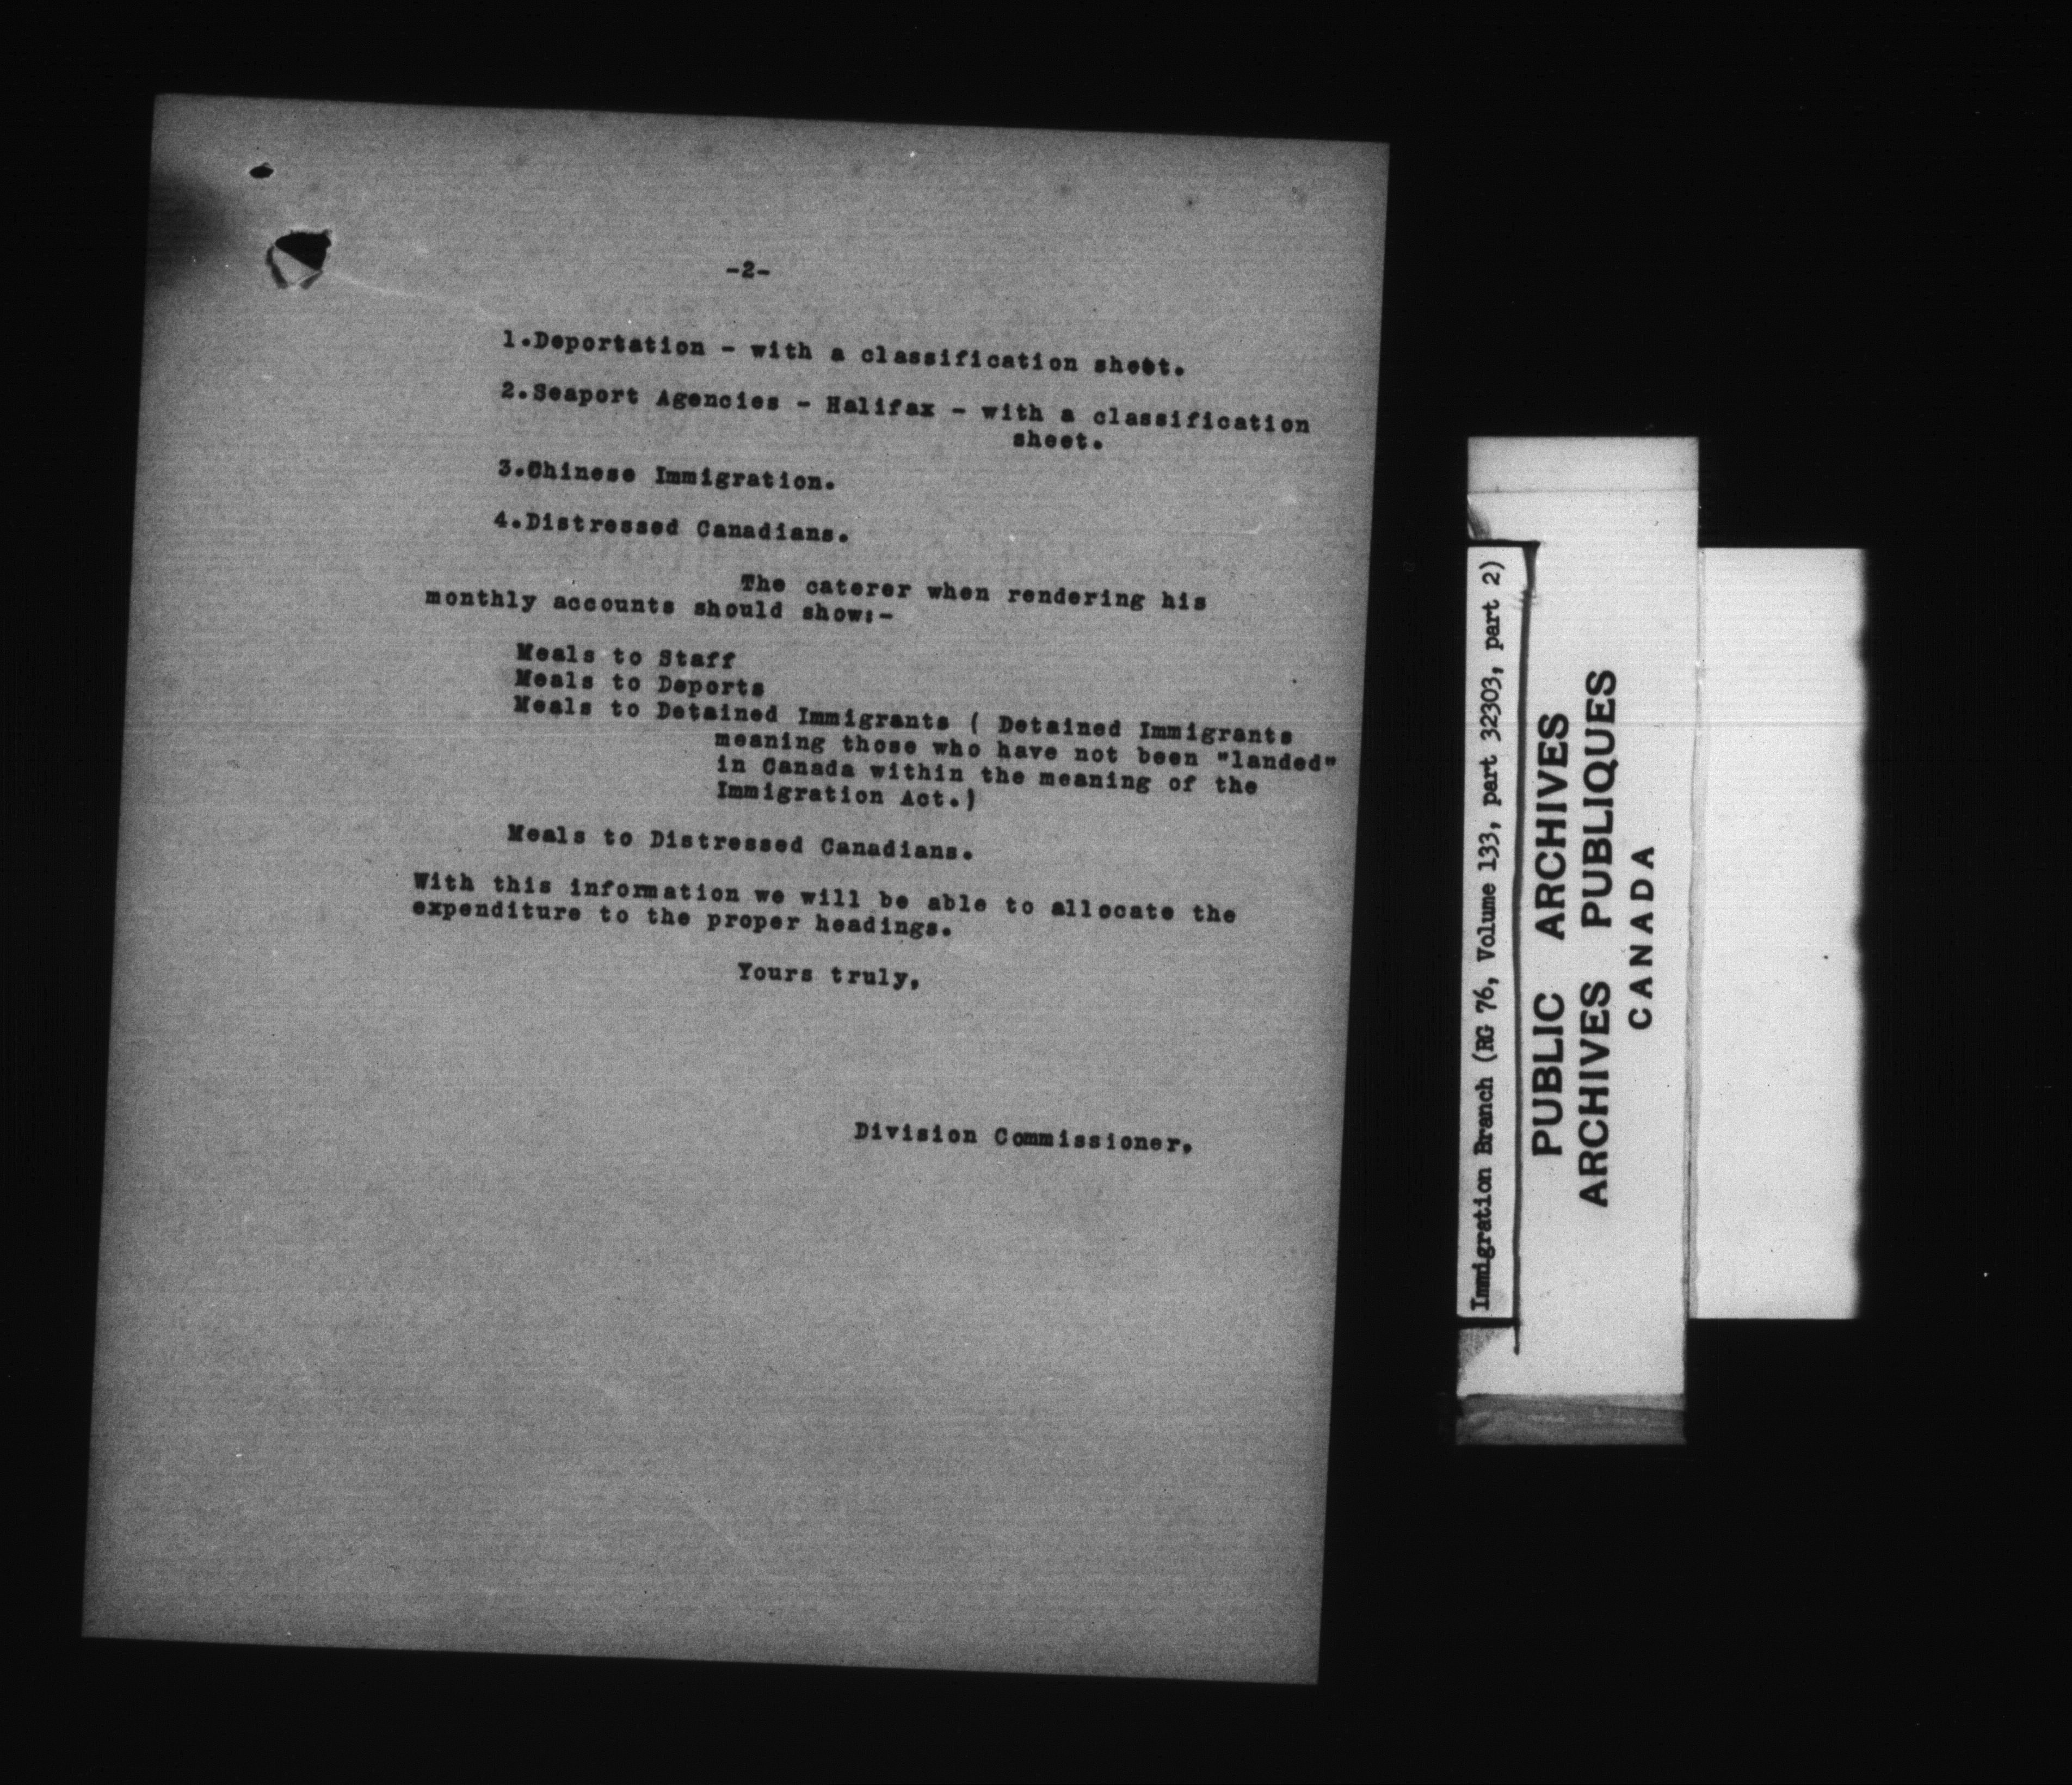 -2-
1.Deportation - with a classification sheet.
2.Seaport Agencies - Halifax - with a classification
sheet.
3.Chinese Immigration.
4.Distressed Canadians.
The caterer when rendering his
monthly accounts should show:-
Meals to Staff
Meals to Deports
Meals to Detained Immigrants ( Detained Immigrants
meaning those who have not been "landed"
in Canada within the meaning of the
Immigration Act.)
Meals to Distressed Canadians.
With this information we will be able to allocate the
expenditure to the proper headings.
Yours truly,
Division Commissioner.
Immigration Branch (RG 76, Volume 133, part 32303, part 2)
PUBLIC ARCHIVES
ARCHIVES PUBLIQUES
CANADA